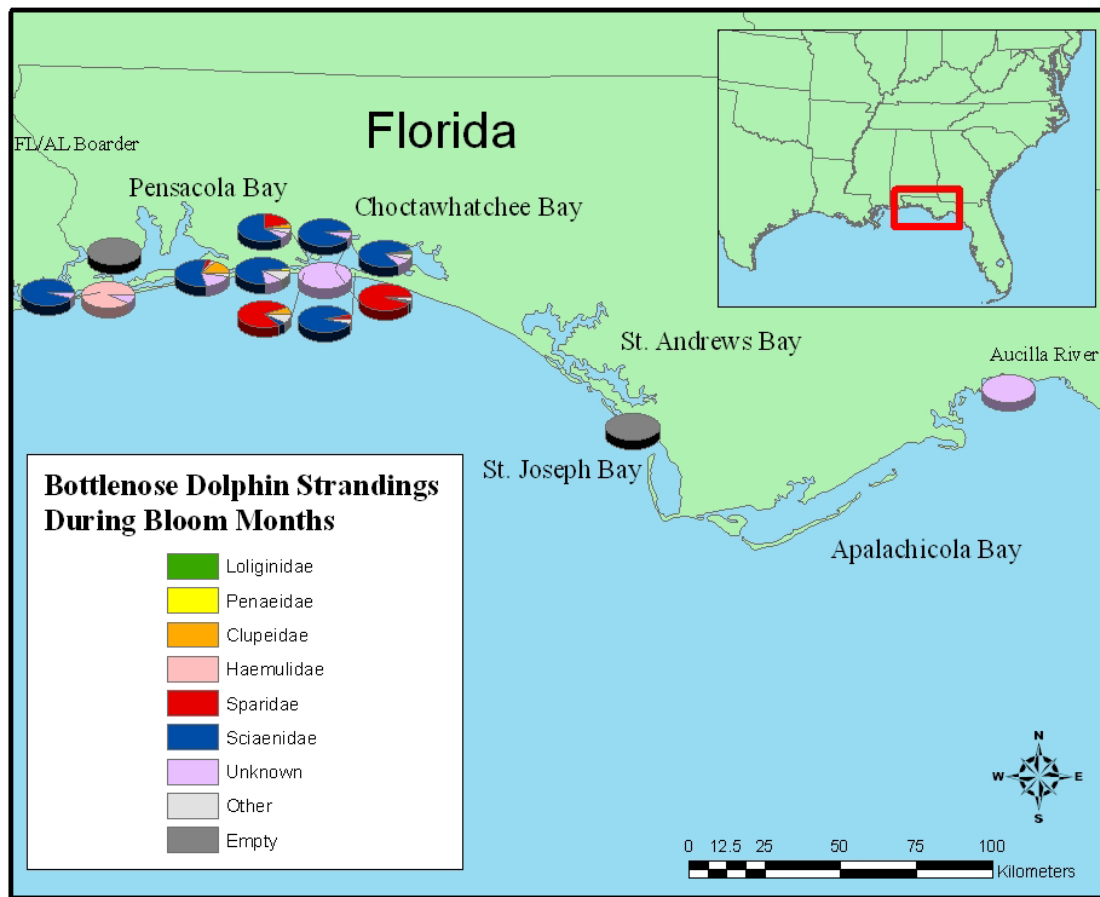 Florida
FL/AL Boarder
Pensacola Bay
Choctawhatchee Bay
St. Andrews Bay
Aucilla River
St. Joseph Bay
Apalachicola Bay
Bottlenose Dolphin Strandings
During Bloom Months
Loliginidae
Penaeidae
Clupeidae
Haemulidae
Sparidae
Sciaenidae
Unknown
Other
Empty
N
W E
S
0 12.5 25 50 75 100
Kilometers